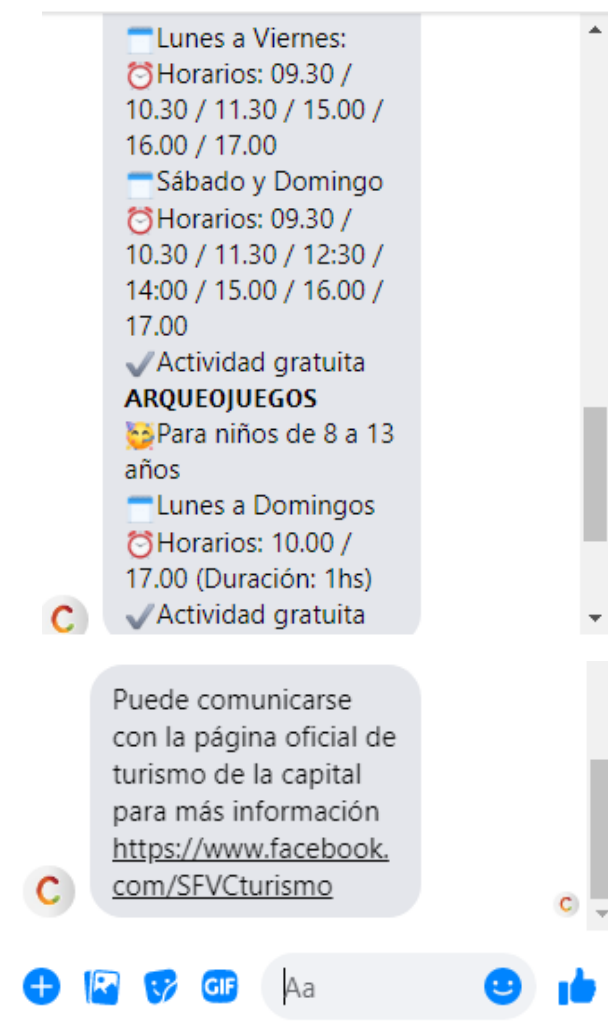 Lunes a Viernes:
Horarios: 09.30 /
10.30 / 11.30 / 15.00 /
16.00 / 17.00
Sábado y Domingo
Horarios: 09.30 /
10.30 / 11.30 / 12:30 /
14:00 / 15.00 / 16.00 /
17.00
Actividad gratuita
ARQUEOJUEGOS
Para niños de 8 a 13
años
Lunes a Domingos
Horarios: 10.00 /
17.00 (Duración: 1hs)
Actividad gratuita
C
Puede comunicarse
con la página oficial de
turismo de la capital
para más información
https://www.facebook.
com/SFVCturismo
C
C
GIF
Aa